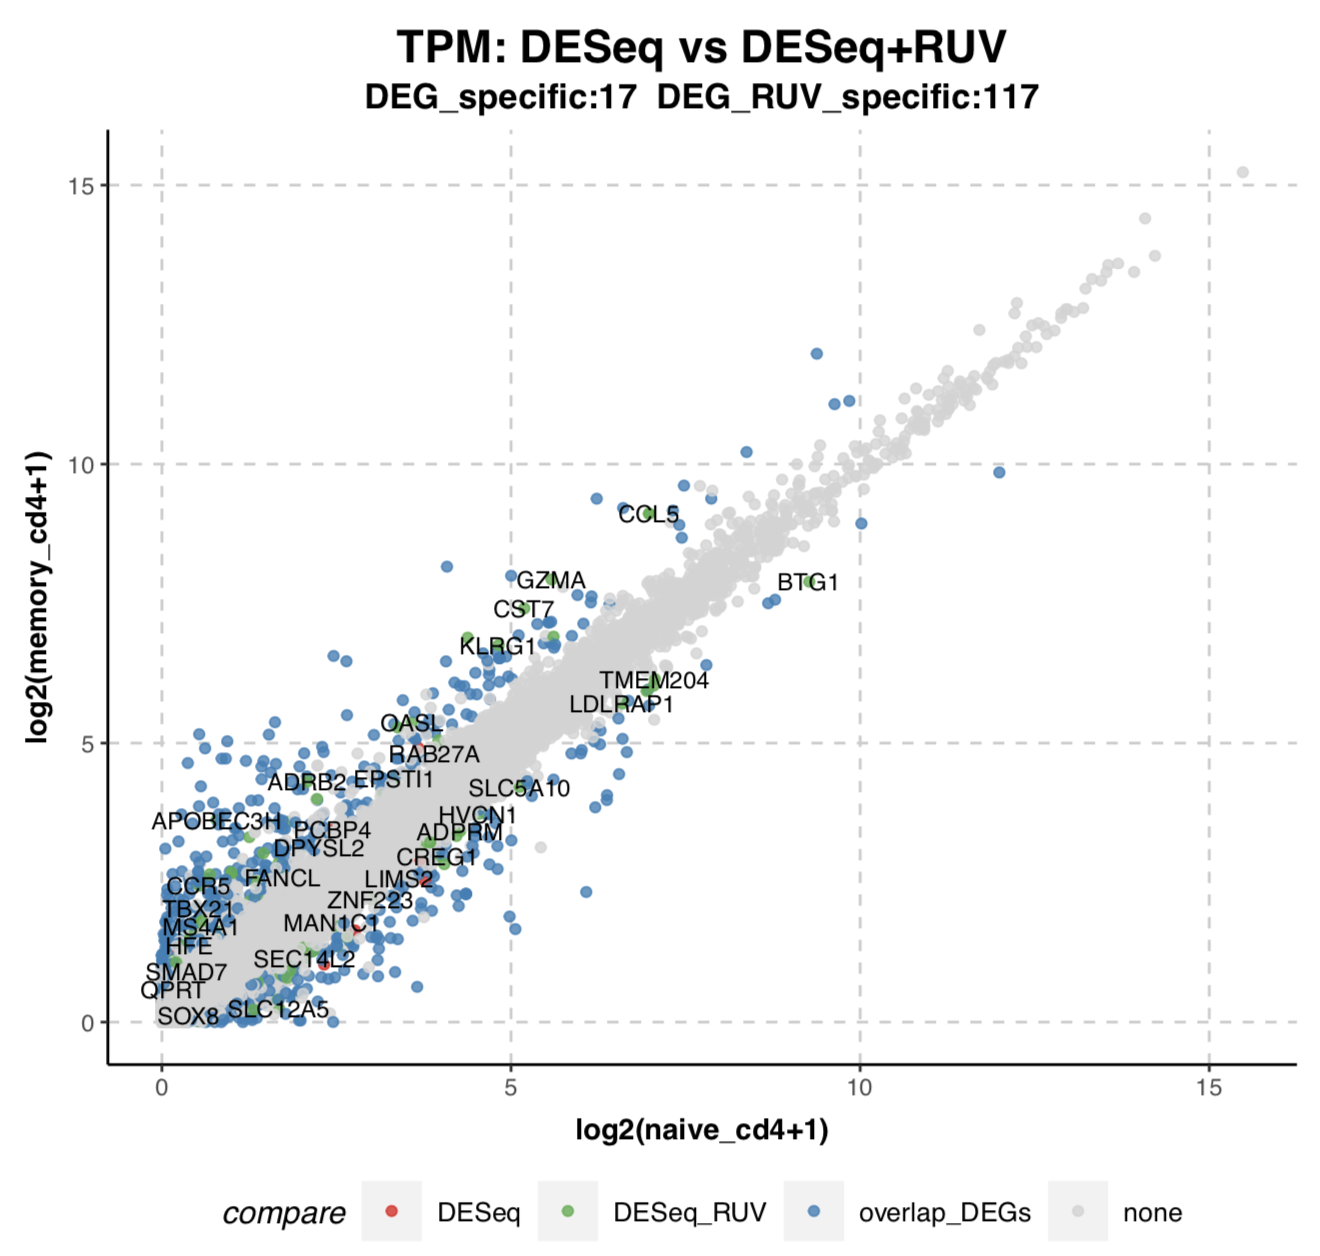 TPM: DESeq vs DESeq+RUV
DEG_specific:17 DEG_RUV_specific:117
log2(memory_cd4+1)
15
10
5
0
CCL5
GZMA
BTG1
CST7
KLRG1
TMEM204
LDLRAP1
OASL
RAB27A
ADRB2
EPSTI1
SLC5A10
APOBEC3H
HVCN1
PCBP4
ADPRM
DPYSL2
CREG1
CCR5
FANCL
LIMS2
TBX21
ZNF223
MS4A1
MAN1C1
HFE
SEC14L2
SMAD7
QPRT
SLC12A5
SOX8
0
5
10
15
log2(naive_cd4+1)
compare
DESeq
DESeq_RUV
overlap_DEGs
none